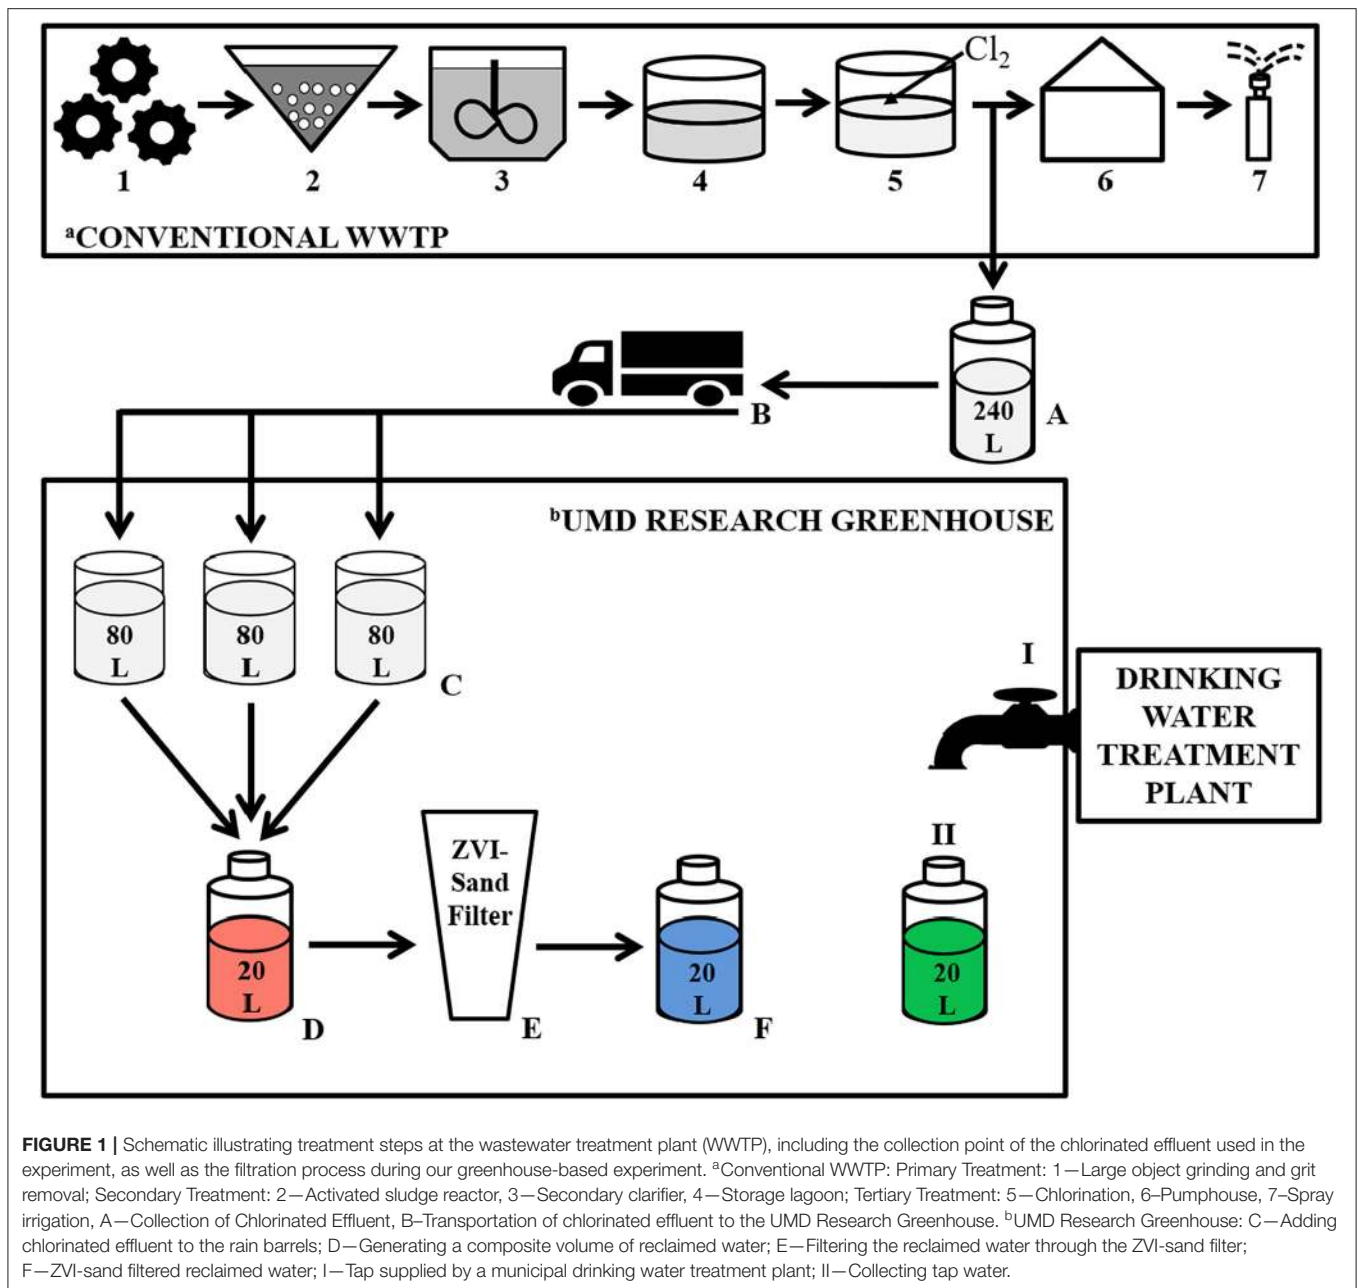 Cl2
1 2 3 4 5 6 7
aCONVENTIONAL WWTP
240
L
A
B
bUMD RESEARCH GREENHOUSE
80 80 80
L L L
C
I
DRINKING
WATER
TREATMENT
PLANT
II
ZVI-
Sand
Filter
20
L
D
E
20
L
F
20
L
FIGURE 1 | Schematic illustrating treatment steps at the wastewater treatment plant (WWTP), including the collection point of the chlorinated effluent used in the
experiment, as well as the filtration process during our greenhouse-based experiment. aConventional WWTP: Primary Treatment: 1—Large object grinding and grit
removal; Secondary Treatment: 2—Activated sludge reactor, 3—Secondary clarifier, 4—Storage lagoon; Tertiary Treatment: 5—Chlorination, 6–Pumphouse, 7–Spray
irrigation, A—Collection of Chlorinated Effluent, B–Transportation of chlorinated effluent to the UMD Research Greenhouse. bUMD Research Greenhouse: C—Adding
chlorinated effluent to the rain barrels; D—Generating a composite volume of reclaimed water; E—Filtering the reclaimed water through the ZVI-sand filter;
F—ZVI-sand filtered reclaimed water; I—Tap supplied by a municipal drinking water treatment plant; II—Collecting tap water.